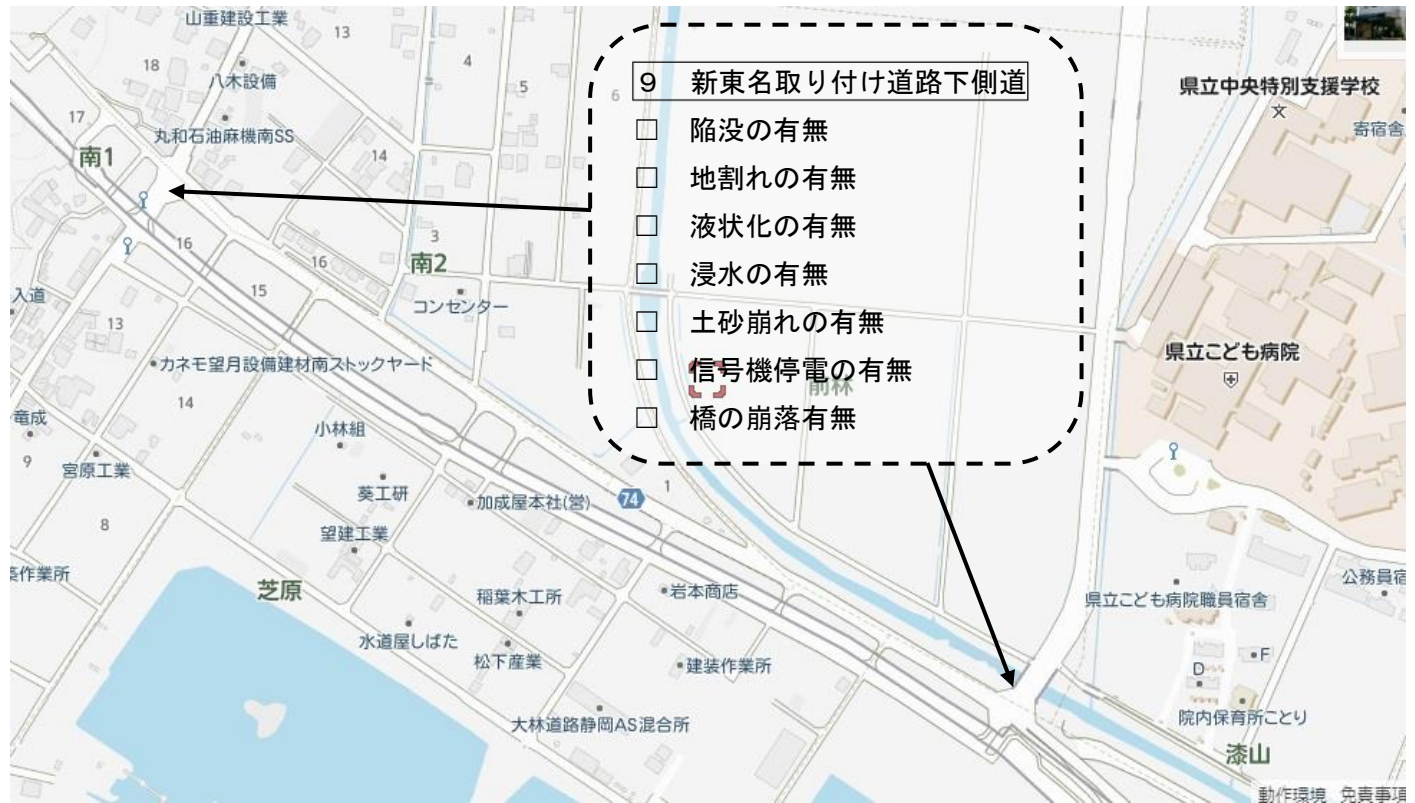 山重建設工業
13
4
18
八木設備
5
6
17
丸和石油麻機南SS
南1
14
16
3
16
南2
コンセンター
15
入道
13
カネモ望月設備建材南ストックヤード
14
竜成
小林組
9
宮原工業
葵工研
加成屋本社(営)
74
1
8
望建工業
芝原
稲葉木工所
岩本商店
水道屋しばた
松下産業
建装作業所
大林道路静岡AS混合所
9 新東名取り付け道路下側道
□ 陥没の有無
□ 地割れの有無
□ 液状化の有無
□ 浸水の有無
□ 土砂崩れの有無
□ 信号機停電の有無
□ 橋の崩落有無
前林
県立中央特別支援学校
文
寄宿舎
県立こども病院
公務員宿
県立こども病院職員宿舎
D
F
院内保育所ことり
漆山
動作環境 免責事項